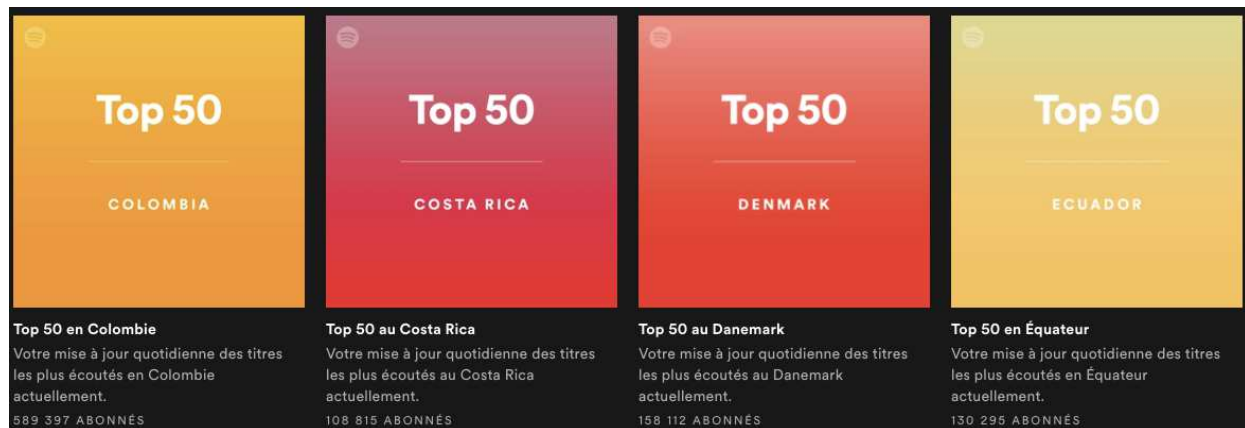 Top 50
COLOMBIA
Top 50 en Colombie
Votre mise à jour quotidienne des titres
les plus écoutés en Colombie
actuellement.
589 397 ABONNÉS
Top 50
COSTA RICA
Top 50 au Costa Rica
Votre mise à jour quotidienne des titres
les plus écoutés au Costa Rica
actuellement.
108 815 ABONNÉS
Top 50
DENMARK
Top 50 au Danemark
Votre mise à jour quotidienne des titres
les plus écoutés au Danemark
actuellement.
158 112 ABONNÉS
Top 50
ECUADOR
Top 50 en Équateur
Votre mise à jour quotidienne des titres
les plus écoutés en Équateur
actuellement.
130 295 ABONNÉS